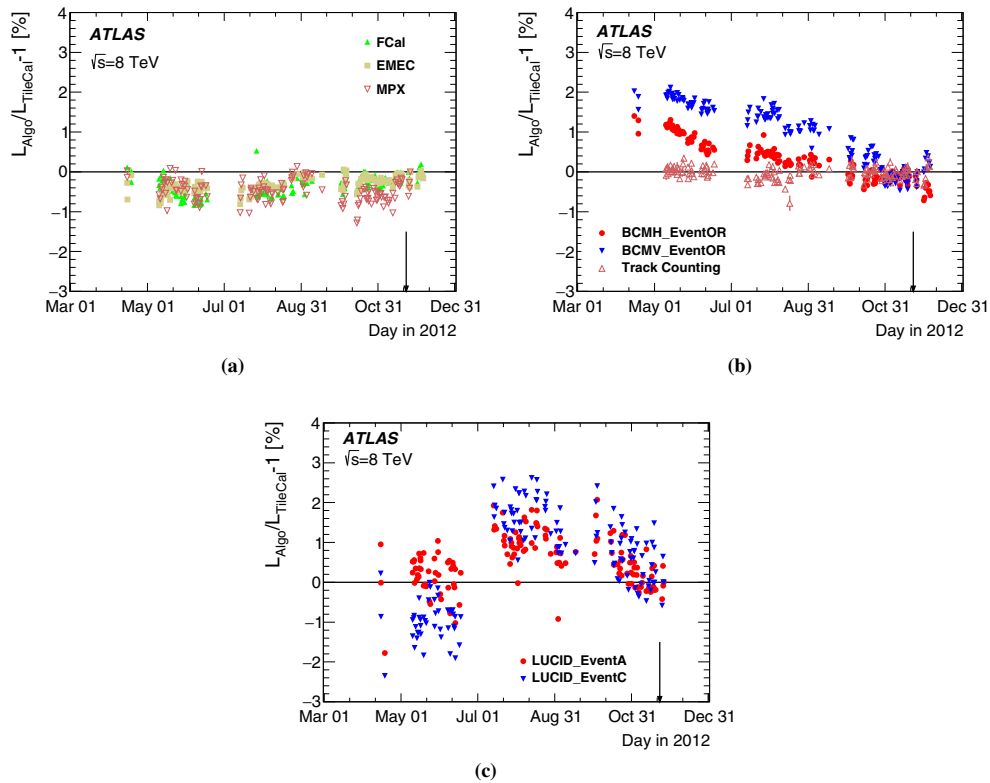 L_Algo/L_TileCal-1 [%]
4
3
2
1
0
−1
−2
−3
ATLAS
√s=8 TeV
FCal
EMEC
MPX
Mar 01 May 01 Jul 01 Aug 31 Oct 31 Dec 31
Day in 2012
(a)
L_Algo/L_TileCal-1 [%]
4
3
2
1
0
−1
−2
−3
ATLAS
√s=8 TeV
BCMH_EventOR
BCMV_EventOR
Track Counting
Mar 01 May 01 Jul 01 Aug 31 Oct 31 Dec 31
Day in 2012
(b)
L_Algo/L_TileCal-1 [%]
4
3
2
1
0
−1
−2
−3
ATLAS
√s=8 TeV
LUCID_EventA
LUCID_EventC
Mar 01 May 01 Jul 01 Aug 31 Oct 31 Dec 31
Day in 2012
(c)